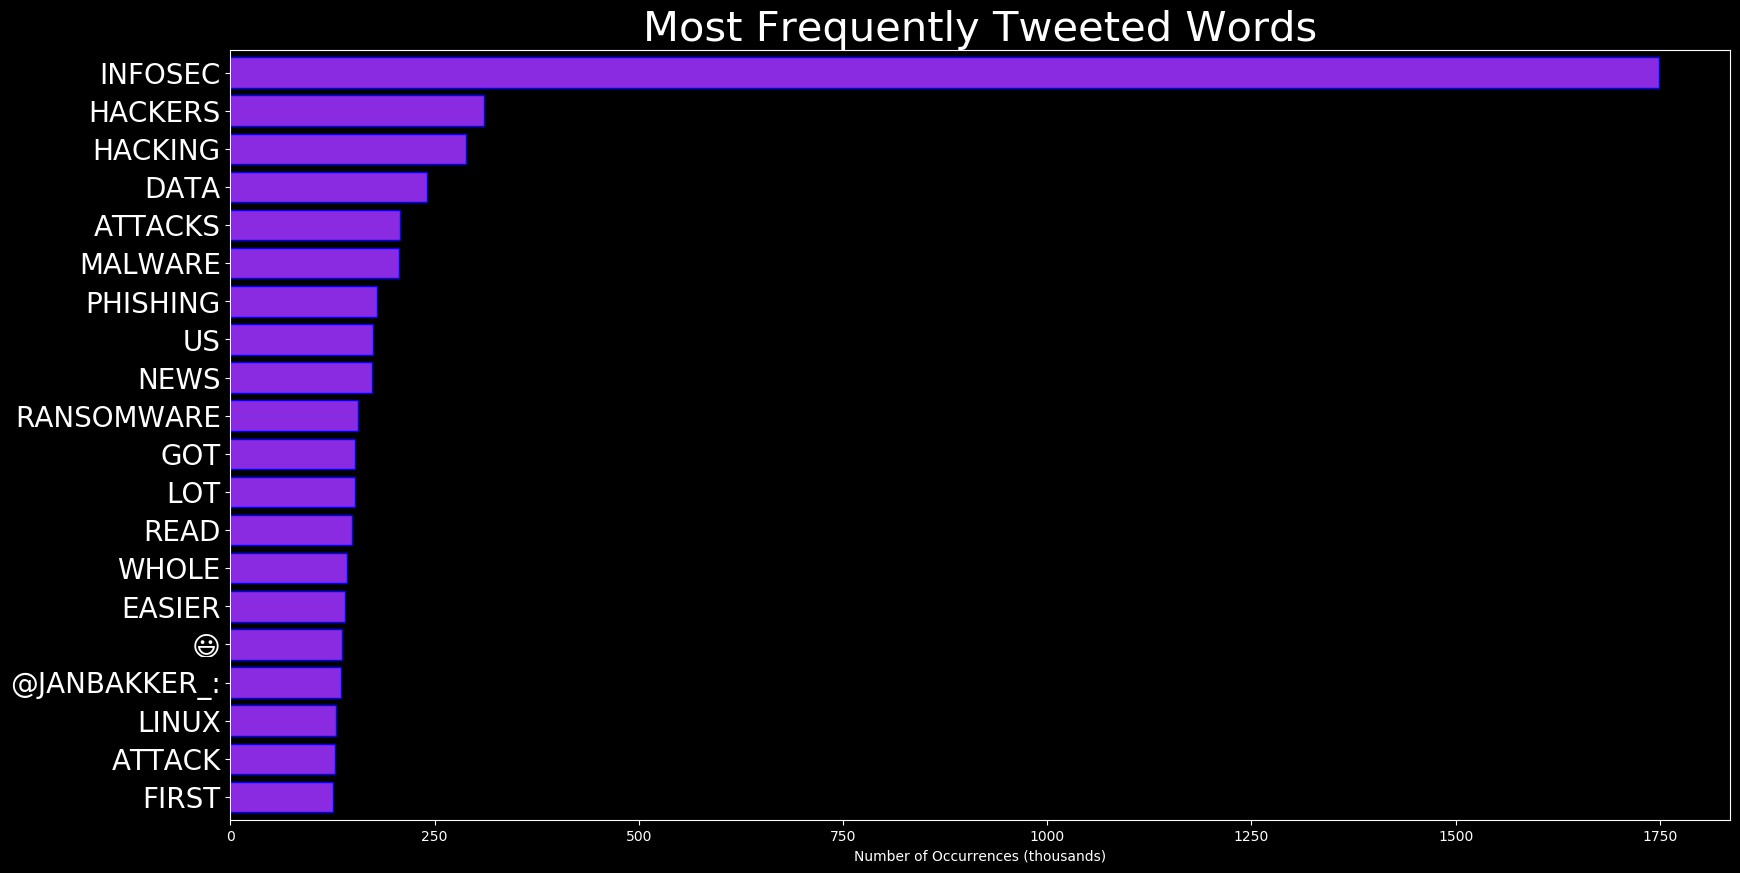 Most Frequently Tweeted Words
INFOSEC
HACKERS
HACKING
DATA
ATTACKS
MALWARE
PHISHING
US
NEWS
RANSOMWARE
GOT
LOT
READ
WHOLE
EASIER
😃
@JANBAKKER_:
LINUX
ATTACK
FIRST
0 250 500 750 1000 1250 1500 1750
Number of Occurrences (thousands)